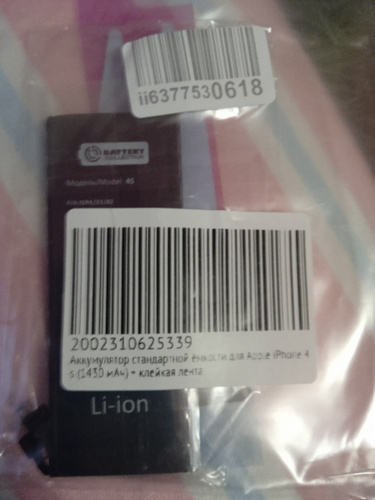 ii6377530618
BATTERY
COLLECTION
Модель/Model: 4S
2002310625339
Аккумулятор стандартной ёмкости для Apple iPhone 4
s (1430 мАч) + клейкая лента
Li-ion